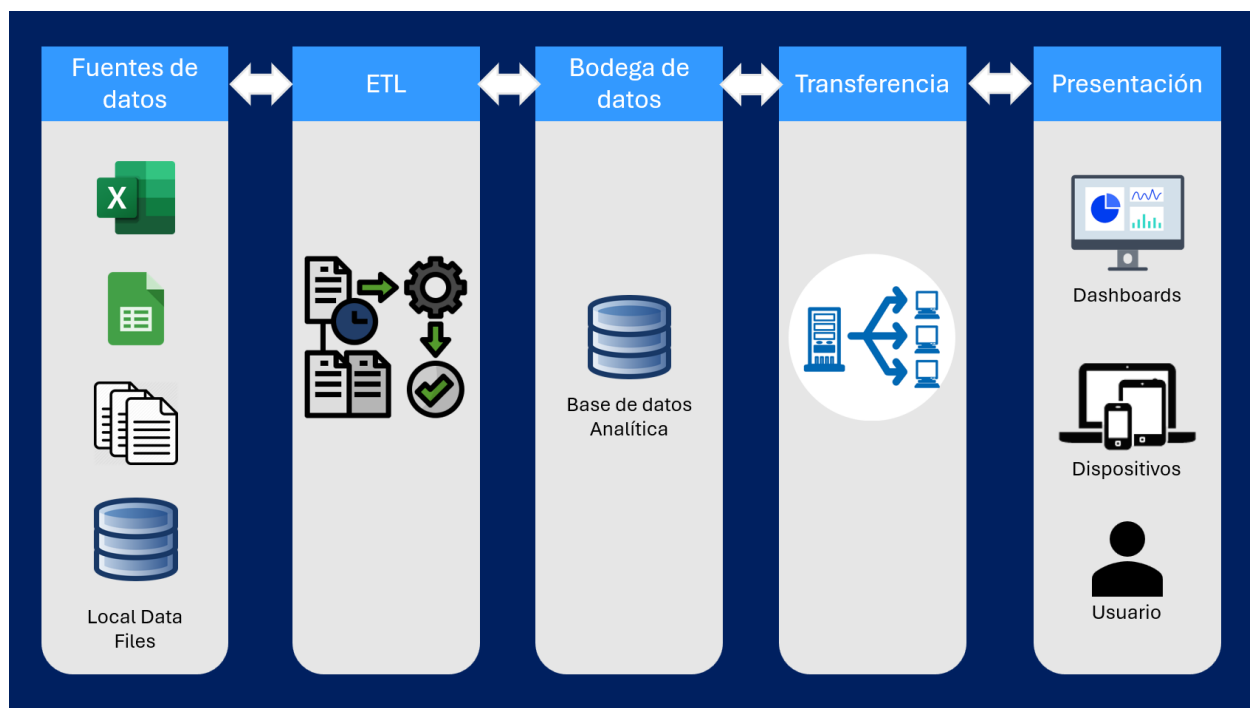 Fuentes de
datos
ETL
Bodega de
datos
Transferencia
Presentación
X
Local Data
Files
Base de datos
Analítica
Dashboards
Dispositivos
Usuario